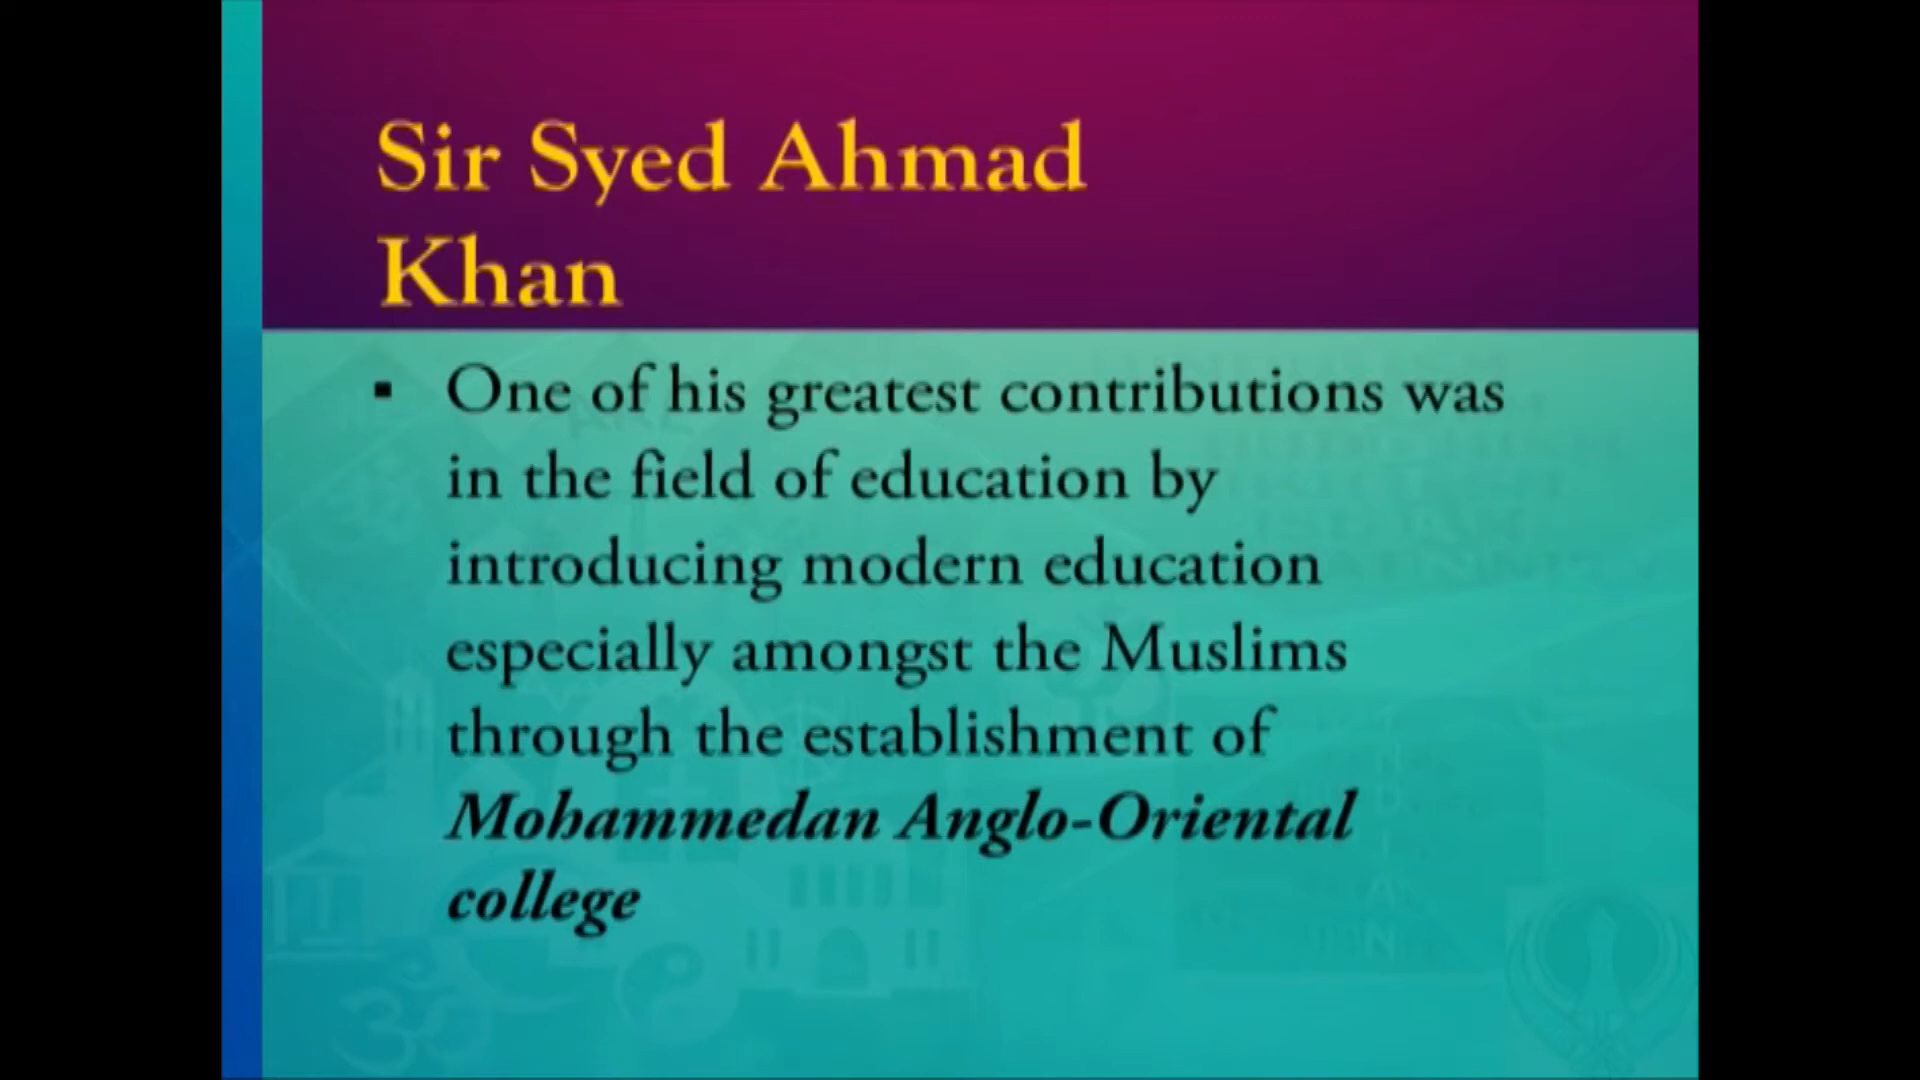 Sir Syed Ahmad
Khan
▪ One of his greatest contributions was
in the field of education by
introducing modern education
especially amongst the Muslims
through the establishment of
Mohammedan Anglo-Oriental
college